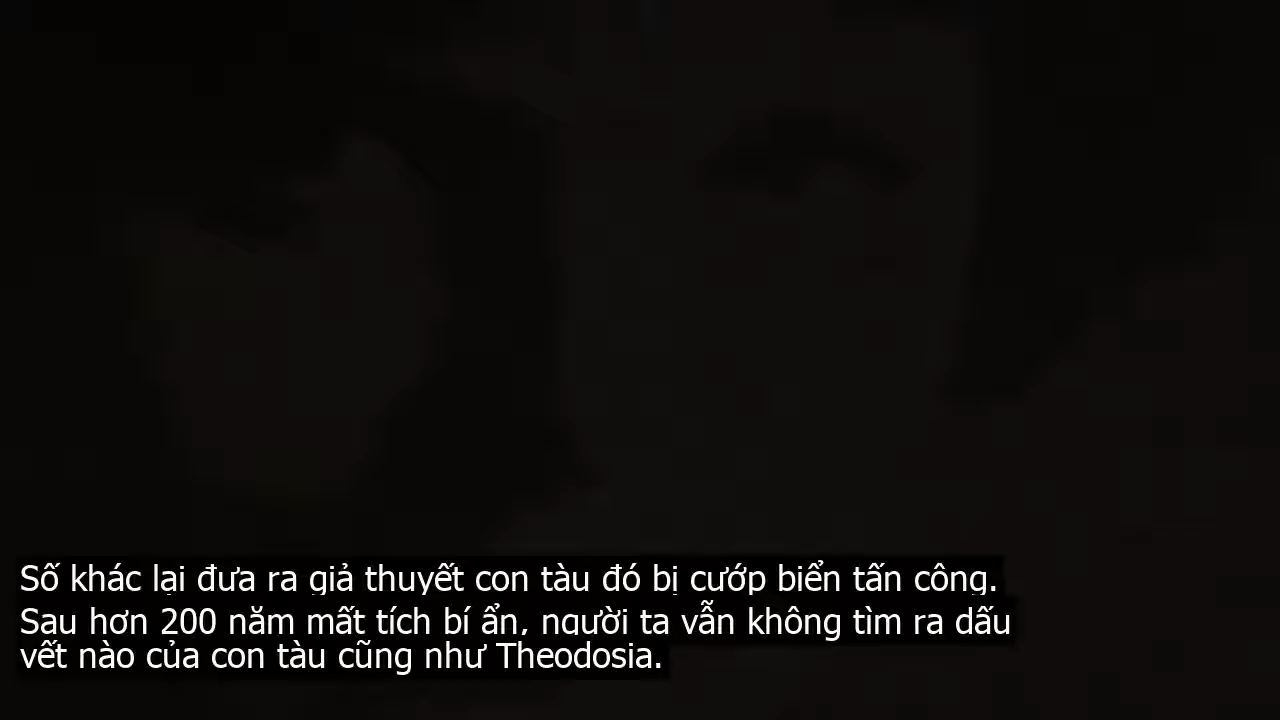 Số khác lại đưa ra giả thuyết con tàu đó bị cướp biển tấn công.
Sau hơn 200 năm mất tích bí ẩn, người ta vẫn không tìm ra dấu
vết nào của con tàu cũng như Theodosia.